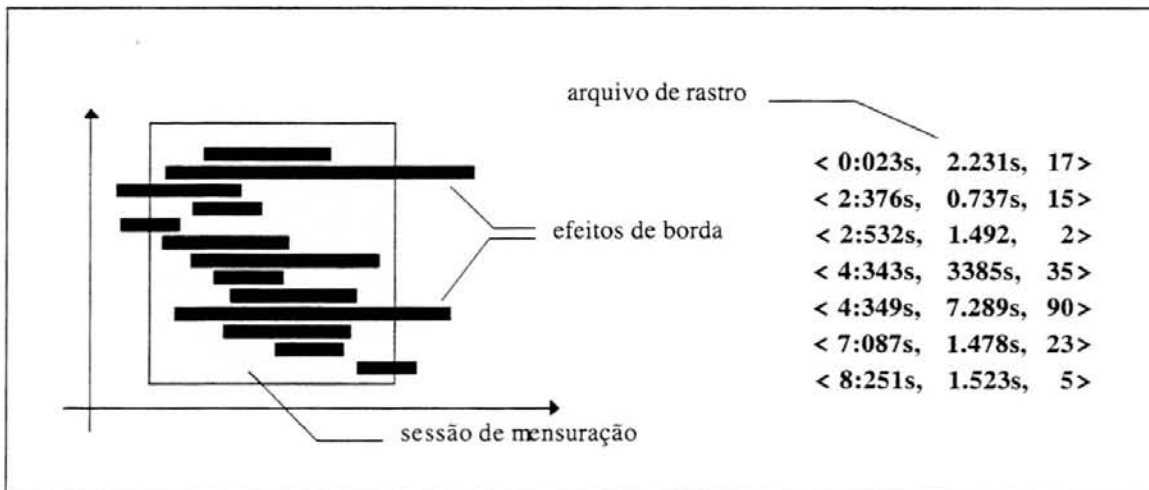 arquivo de rastro
< 0:023s, 2.231s, 17>
< 2:376s, 0.737s, 15>
< 2:532s, 1.492, 2>
< 4:343s, 3385s, 35>
< 4:349s, 7.289s, 90>
< 7:087s, 1.478s, 23>
< 8:251s, 1.523s, 5>
efeitos de borda
sessão de mensuração